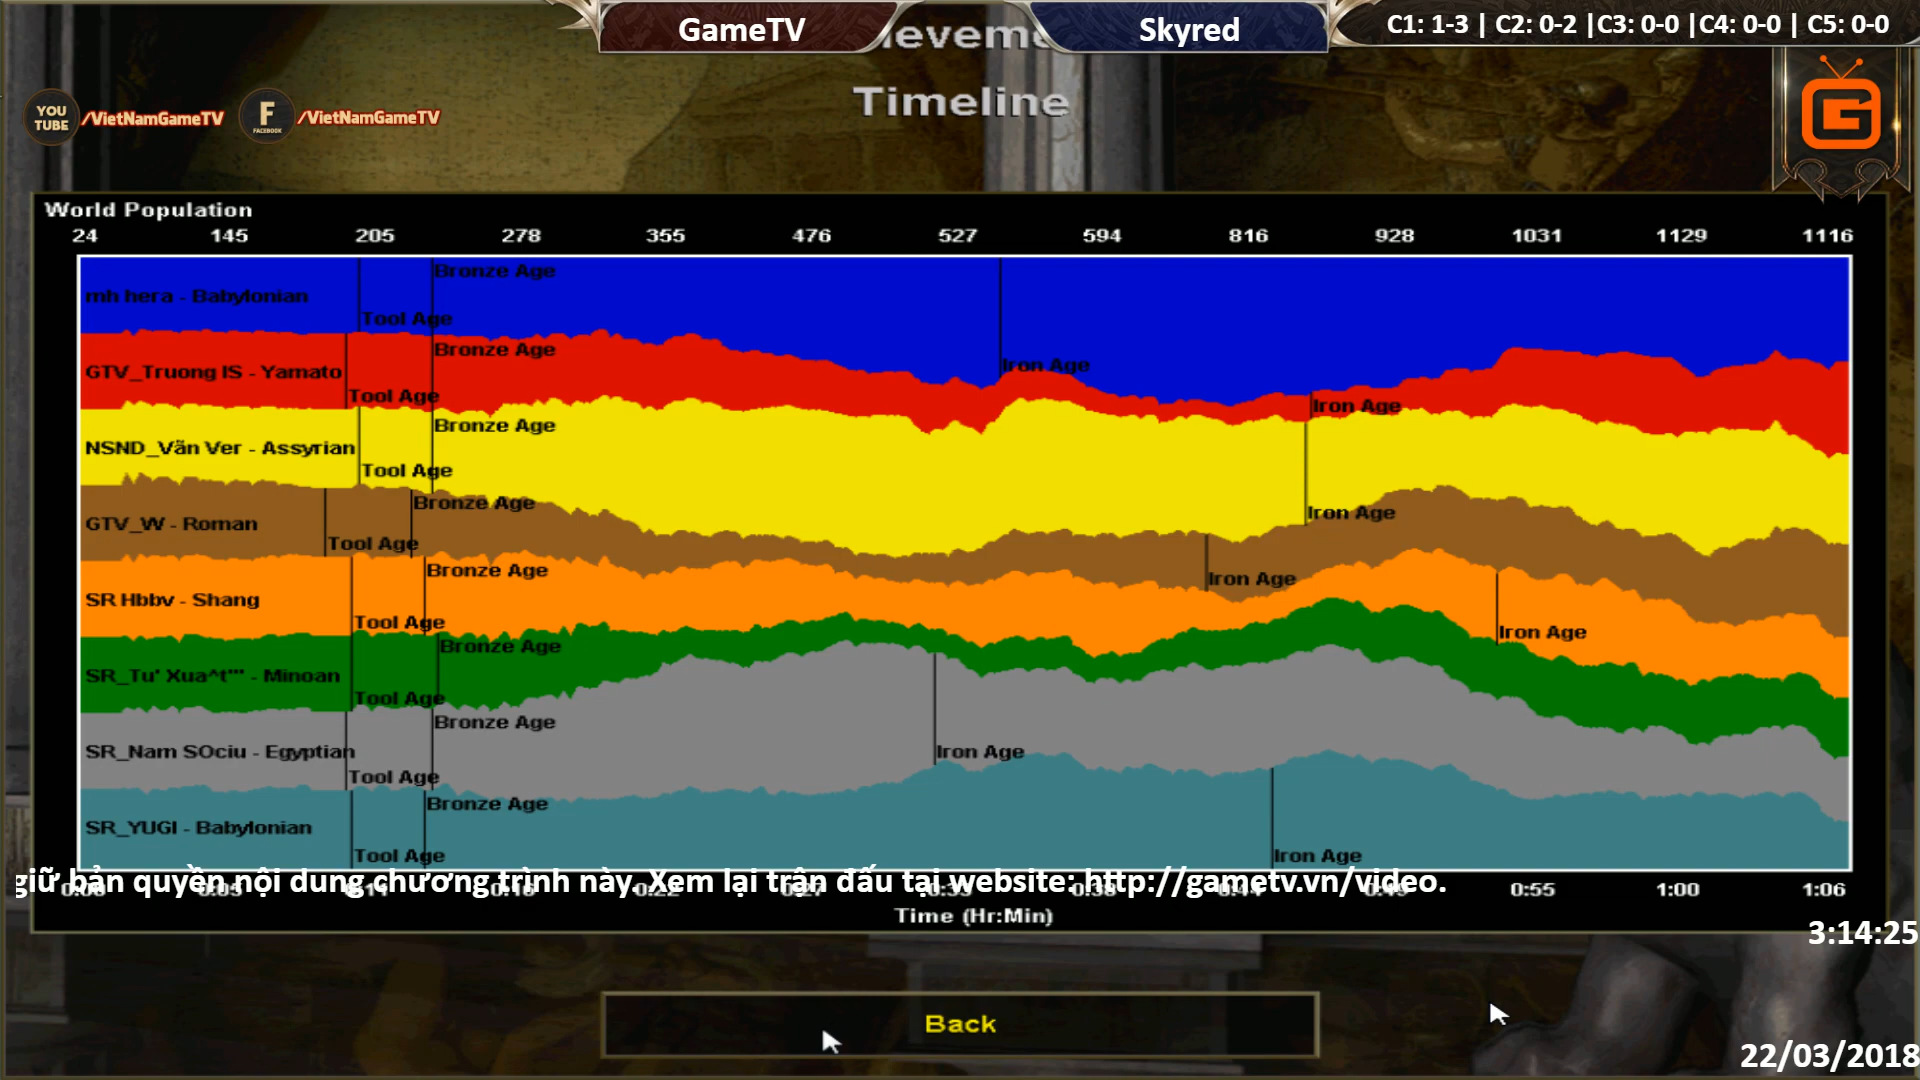 GameTV
Skyred
C1: 1-3 | C2: 0-2 |C3: 0-0 |C4: 0-0 | C5: 0-0
Timeline
YOU TUBE /VietNamGameTV
F FACEBOOK /VietNamGameTV
World Population
24 145 205 278 355 476 527 594 816 928 1031 1129 1116
Bronze Age
mh hera - Babylonian
Tool Age
Iron Age
Bronze Age
GTV_Truong IS - Yamato
Tool Age
Iron Age
Bronze Age
NSND_Văn Ver - Assyrian
Tool Age
Iron Age
Bronze Age
GTV_VV - Roman
Tool Age
Iron Age
Bronze Age
SR Hbbv - Shang
Tool Age
Iron Age
Bronze Age
SR_Tu' Xua^t''' - Minoan
Tool Age
Bronze Age
SR_Nam SOciu - Egyptian
Iron Age
Tool Age
Bronze Age
SR_YUGI - Babylonian
Tool Age
Iron Age
giữ bản quyền nội dung chương trình này. Xem lại trận đấu tại website: http://gametv.vn/video.
0:55 1:00 1:06
Time (Hr:Min)
3:14:25
Back
22/03/2018